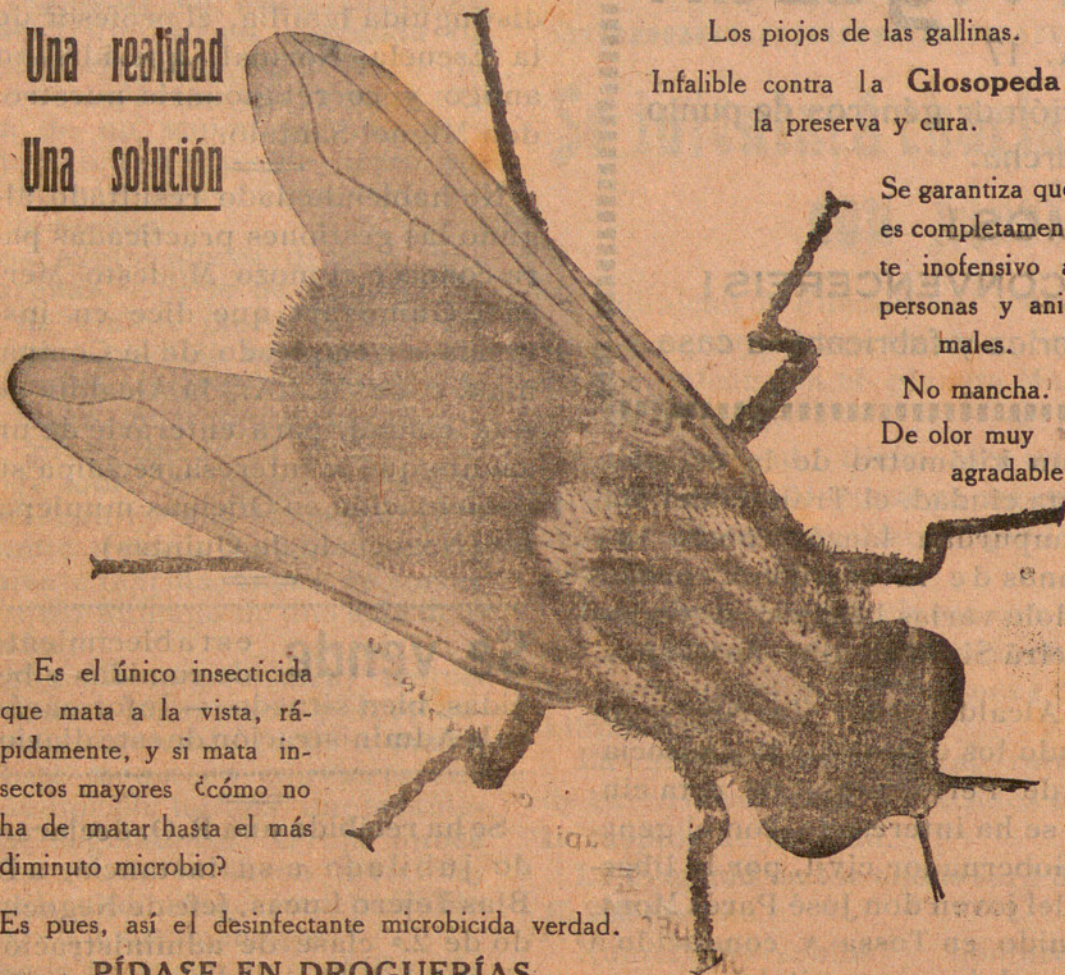 Una realidad
Una solución
Los piojos de las gallinas.
Infalible contra la Glosopeda
la preserva y cura.
Se garantiza que
es completamen
te inofensivo a
personas y ani
males.
No mancha.
De olor muy
agradable
Es el único insecticida
que mata a la vista, rá-
pidamente, y si mata in-
sectos mayores ¿cómo no
ha de matar hasta el más
diminuto microbio?
Es pues, así el desinfectante microbicida verdad.
PÍDASE EN DROGUERÍAS